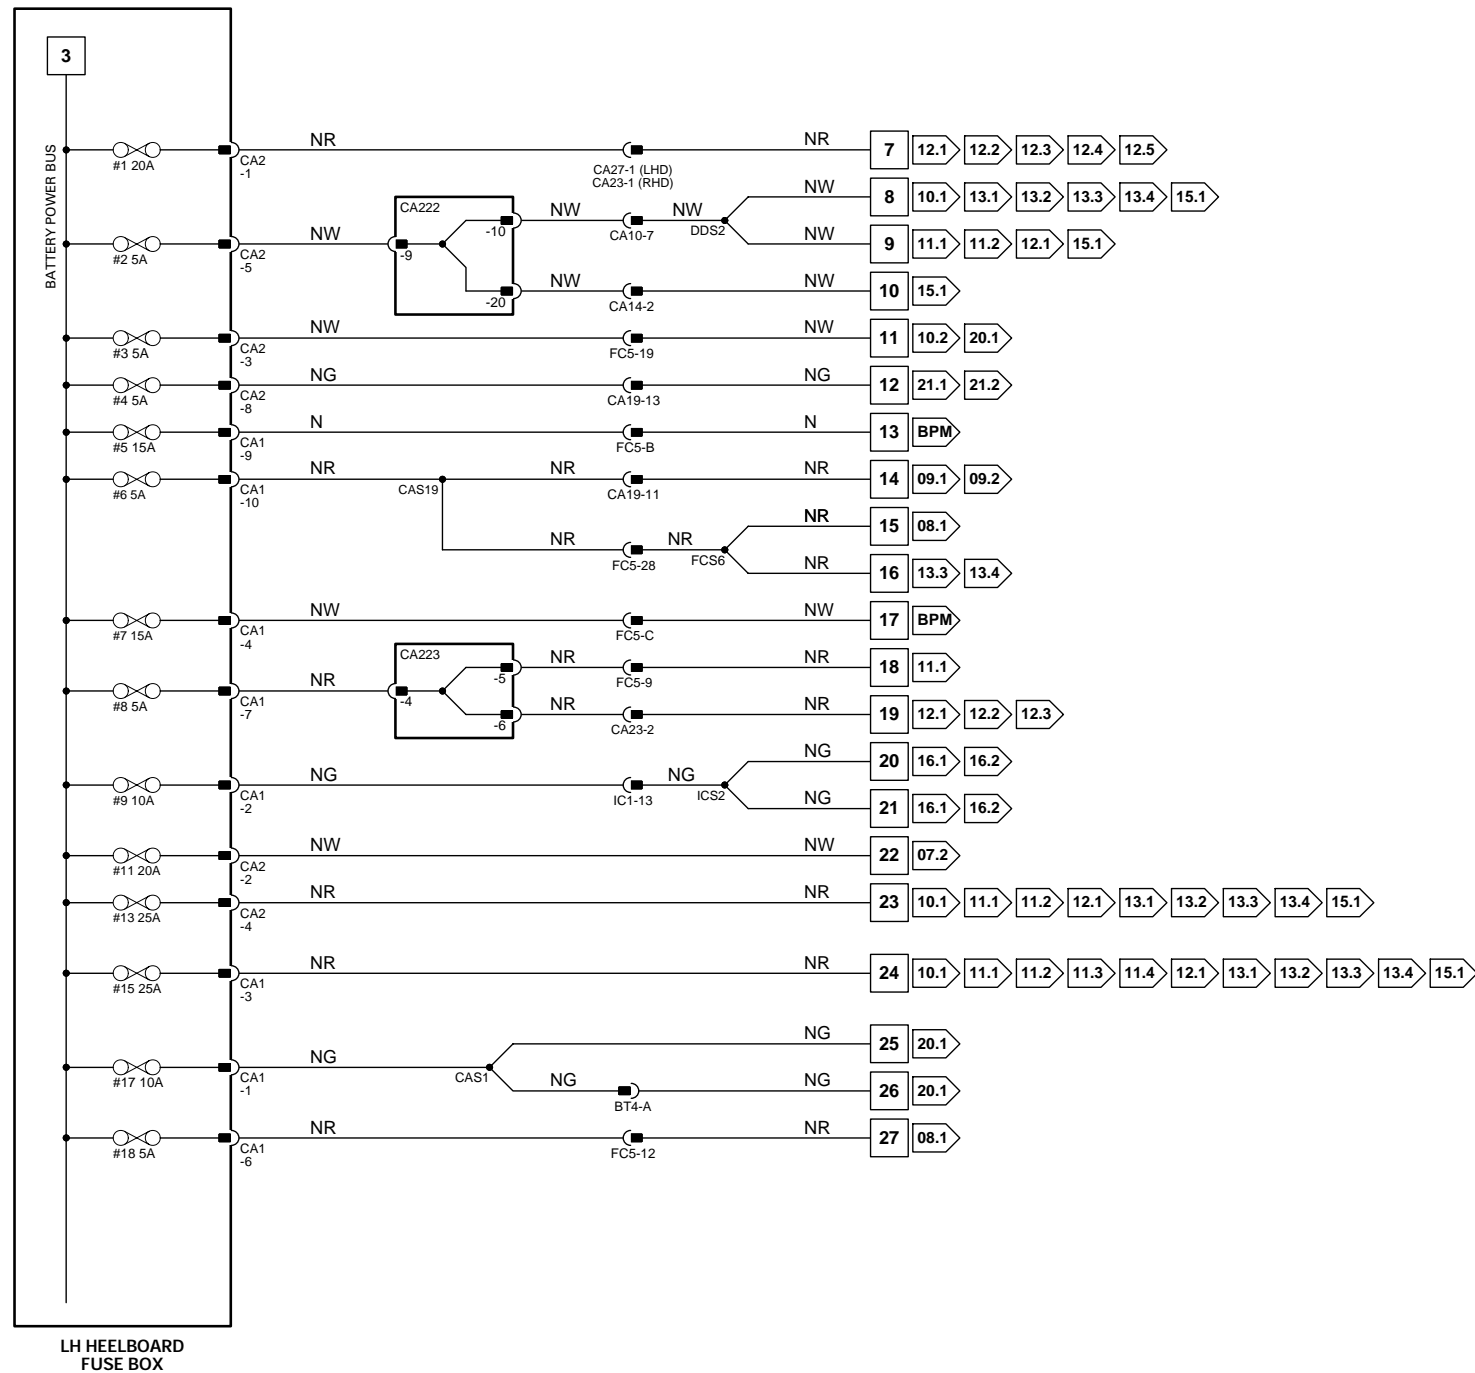 3
BATTERY POWER BUS
#1 20A
CA2
-1
NR
CA27-1 (LHD)
CA23-1 (RHD)
NR
7 12.1 12.2 12.3 12.4 12.5
#2 5A
CA2
-5
NW
CA222
-9
-10
-20
NW
CA10-7
NW
DDS2
NW
8 10.1 13.1 13.2 13.3 13.4 15.1
NW
9 11.1 11.2 12.1 15.1
NW
CA14-2
NW
10 15.1
#3 5A
CA2
-3
NW
FC5-19
NW
11 10.2 20.1
#4 5A
CA2
-8
NG
CA19-13
NG
12 21.1 21.2
#5 15A
CA1
-9
N
FC5-B
N
13 BPM
#6 5A
CA1
-10
NR
CAS19
NR
CA19-11
NR
14 09.1 09.2
NR
FC5-28
NR
FCS6
NR
15 08.1
NR
16 13.3 13.4
#7 15A
CA1
-4
NW
FC5-C
NW
17 BPM
#8 5A
CA1
-7
NR
CA223
-4
-5
-6
NR
FC5-9
NR
18 11.1
NR
CA23-2
NR
19 12.1 12.2 12.3
#9 10A
CA1
-2
NG
IC1-13
NG
ICS2
NG
20 16.1 16.2
NG
21 16.1 16.2
#11 20A
CA2
-2
NW
NW
22 07.2
#13 25A
CA2
-4
NR
NR
23 10.1 11.1 11.2 12.1 13.1 13.2 13.3 13.4 15.1
#15 25A
CA1
-3
NR
NR
24 10.1 11.1 11.2 11.3 11.4 12.1 13.1 13.2 13.3 13.4 15.1
#17 10A
CA1
-1
NG
CAS1
NG
25 20.1
NG
BT4-A
NG
26 20.1
#18 5A
CA1
-6
NR
FC5-12
NR
27 08.1
LH HEELBOARD
FUSE BOX